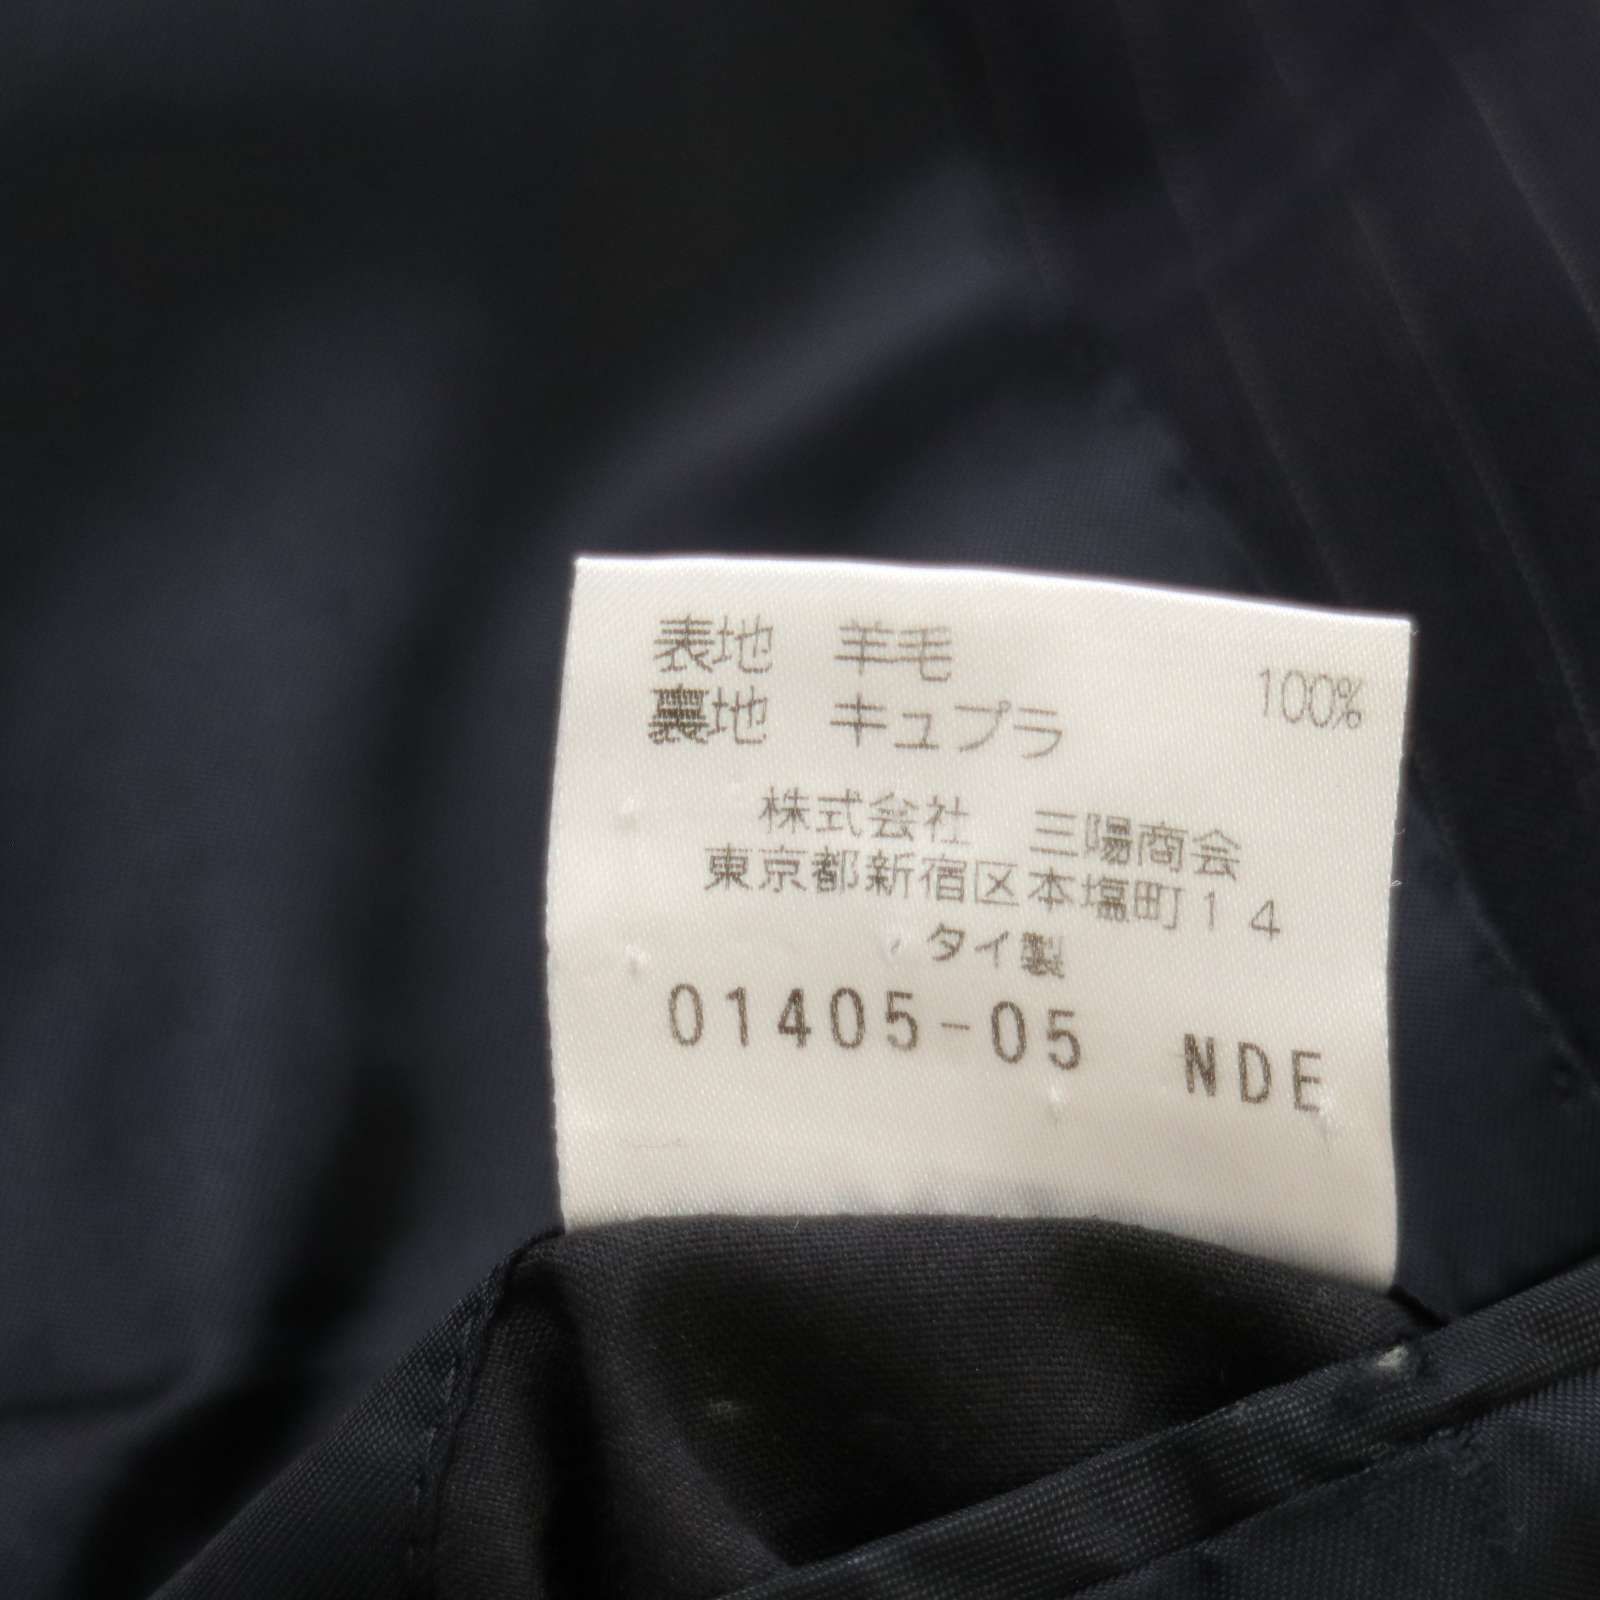 表地 羊毛 100%
裏地 キュプラ
株式会社 三陽商会
東京都新宿区本塩町14
タイ製
01405-05 NDE